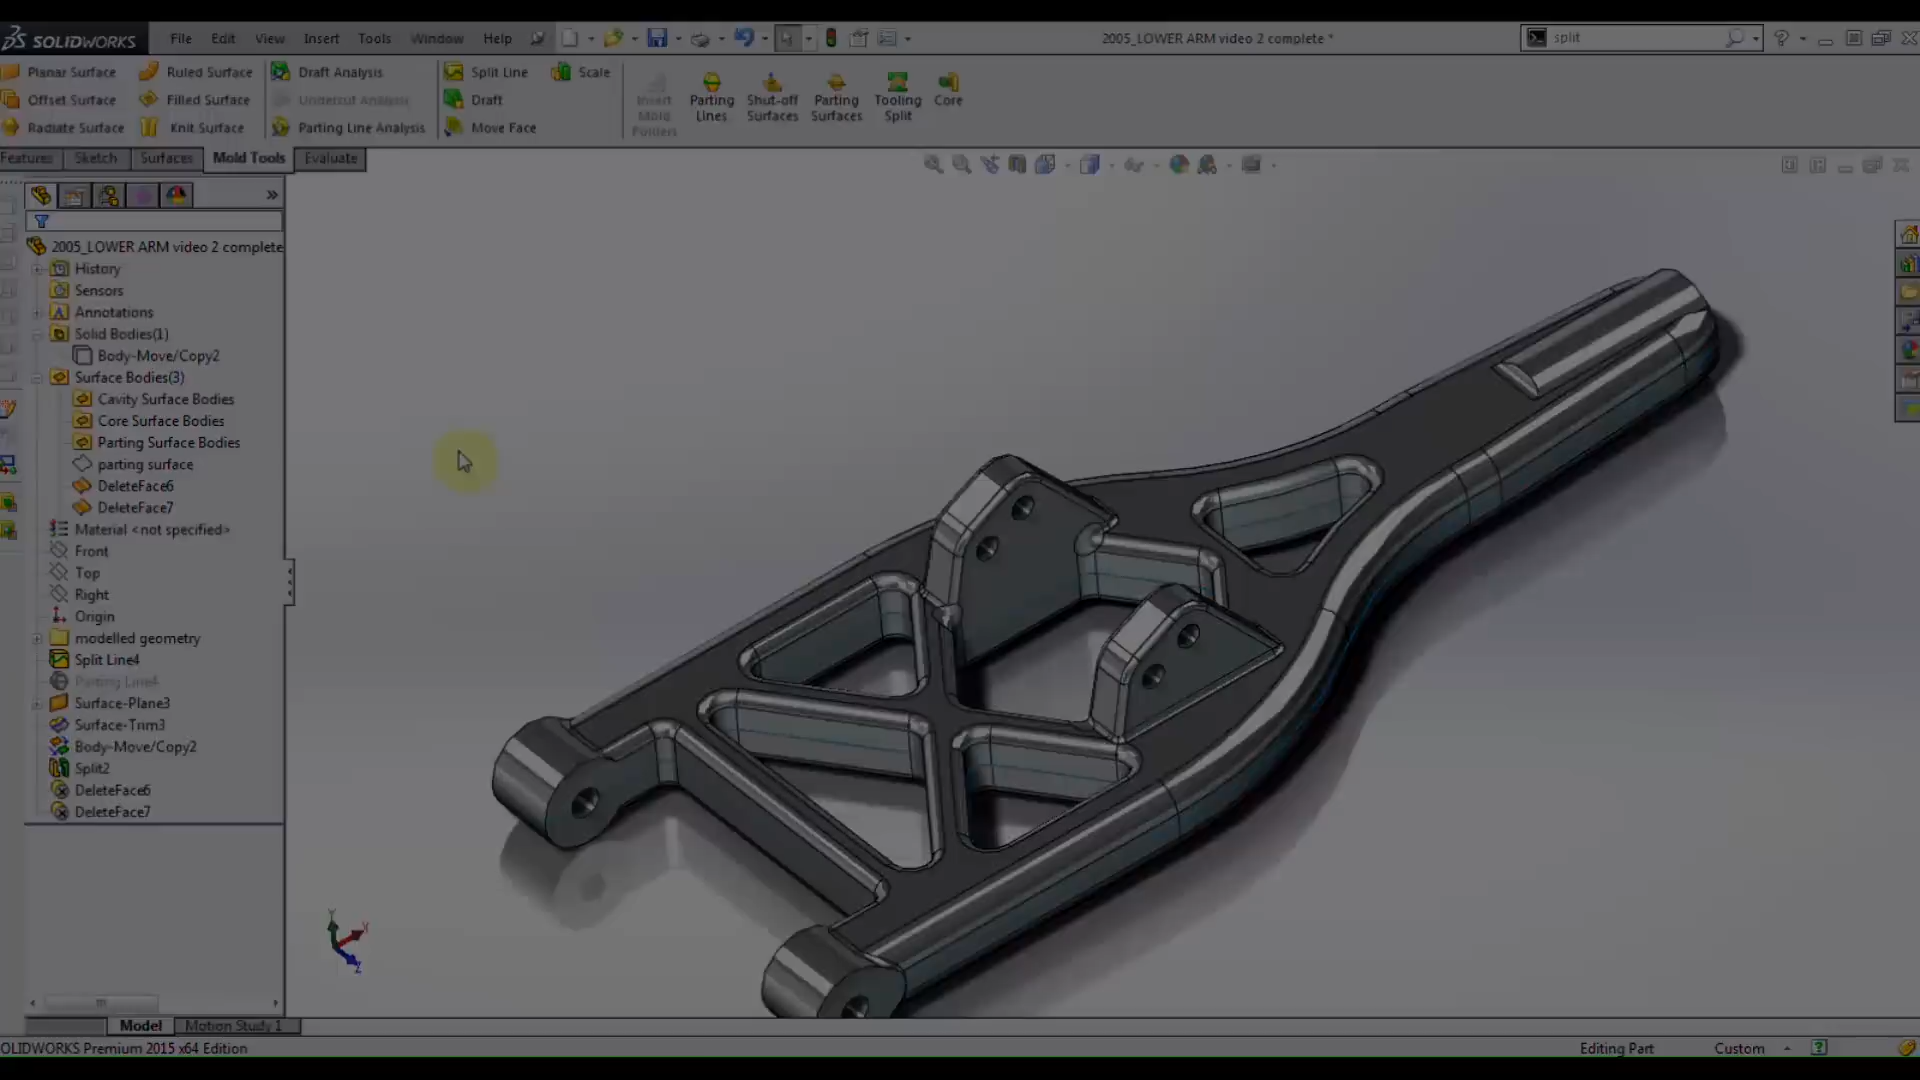 SOLIDWORKS File Edit View Insert Tools Window Help 2005_LOWER ARM video 2 complete * split
Planar Surface Ruled Surface Draft Analysis Split Line Scale
Offset Surface Filled Surface Undercut Analysis Draft
Radiate Surface Knit Surface Parting Line Analysis Move Face
Insert Mold Folders
Parting Lines
Shut-off Surfaces
Parting Surfaces
Tooling Split
Core
Features Sketch Surfaces Mold Tools Evaluate
2005_LOWER ARM video 2 complete
History
Sensors
Annotations
Solid Bodies(1)
Body-Move/Copy2
Surface Bodies(3)
Cavity Surface Bodies
Core Surface Bodies
Parting Surface Bodies
parting surface
DeleteFace6
DeleteFace7
Material <not specified>
Front
Top
Right
Origin
modelled geometry
Split Line4
Parting Line4
Surface-Plane3
Surface-Trim3
Body-Move/Copy2
Split2
DeleteFace6
DeleteFace7
Y
X
Z
Model Motion Study 1
OLIDWORKS Premium 2015 x64 Edition Editing Part Custom